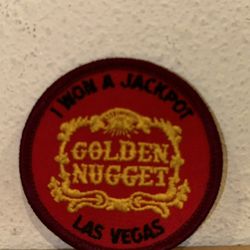 I WON A JACKPOT
GOLDEN
NUGGET
LAS VEGAS